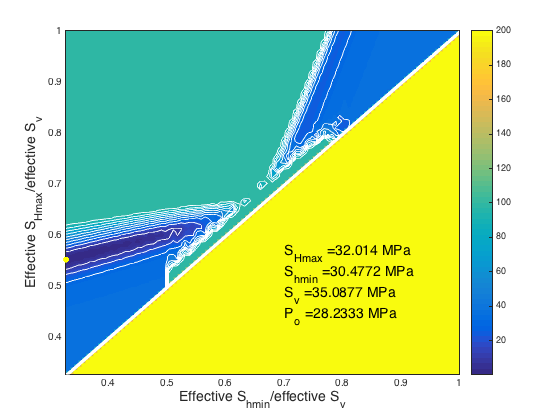 1
0.9
0.8
0.7
0.6
0.5
0.4
Effective S_Hmax/effective S_v
0.4 0.5 0.6 0.7 0.8 0.9 1
Effective S_hmin/effective S_v
S_Hmax =32.014 MPa
S_hmin =30.4772 MPa
S_v =35.0877 MPa
P_o =28.2333 MPa
200
180
160
140
120
100
80
60
40
20